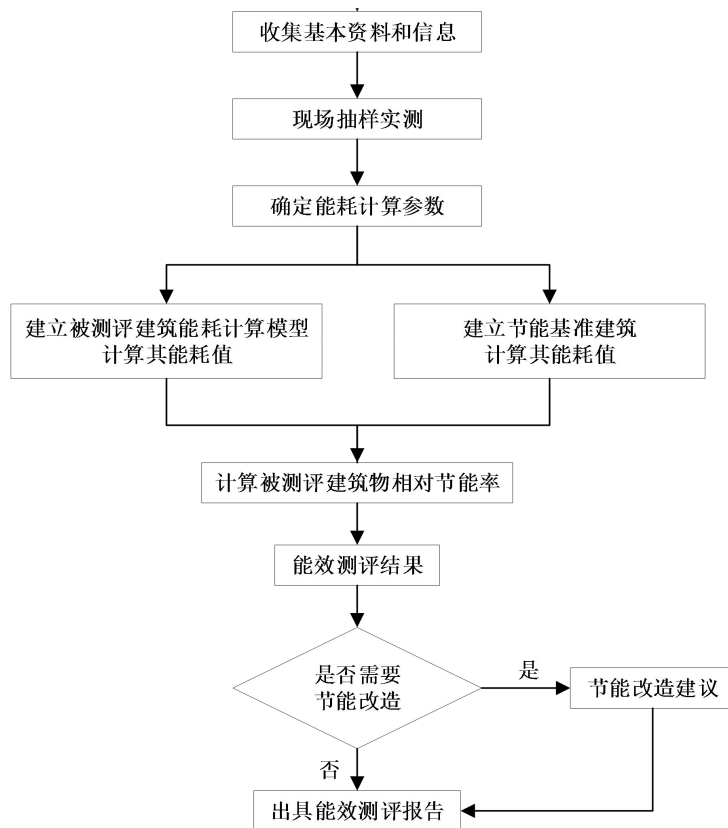 收集基本资料和信息
现场抽样实测
确定能耗计算参数
建立被测评建筑能耗计算模型
计算其能耗值
建立节能基准建筑
计算其能耗值
计算被测评建筑物相对节能率
能效测评结果
是否需要
节能改造
是
节能改造建议
否
出具能效测评报告